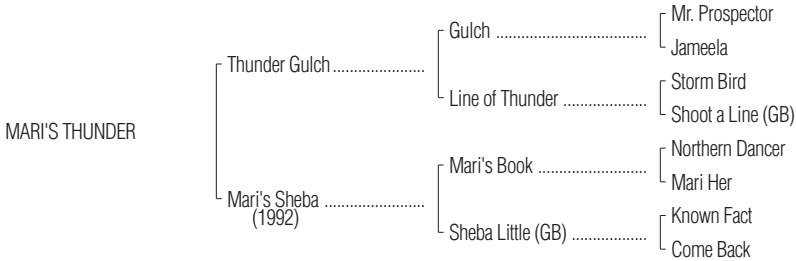 Mr. Prospector
Gulch ..................................
Jameela
Thunder Gulch ......................
Storm Bird
Line of Thunder ....................
Shoot a Line (GB)
MARI'S THUNDER
Northern Dancer
Mari's Book ..........................
Mari Her
Mari's Sheba ........................
(1992)
Known Fact
Sheba Little (GB) ..................
Come Back